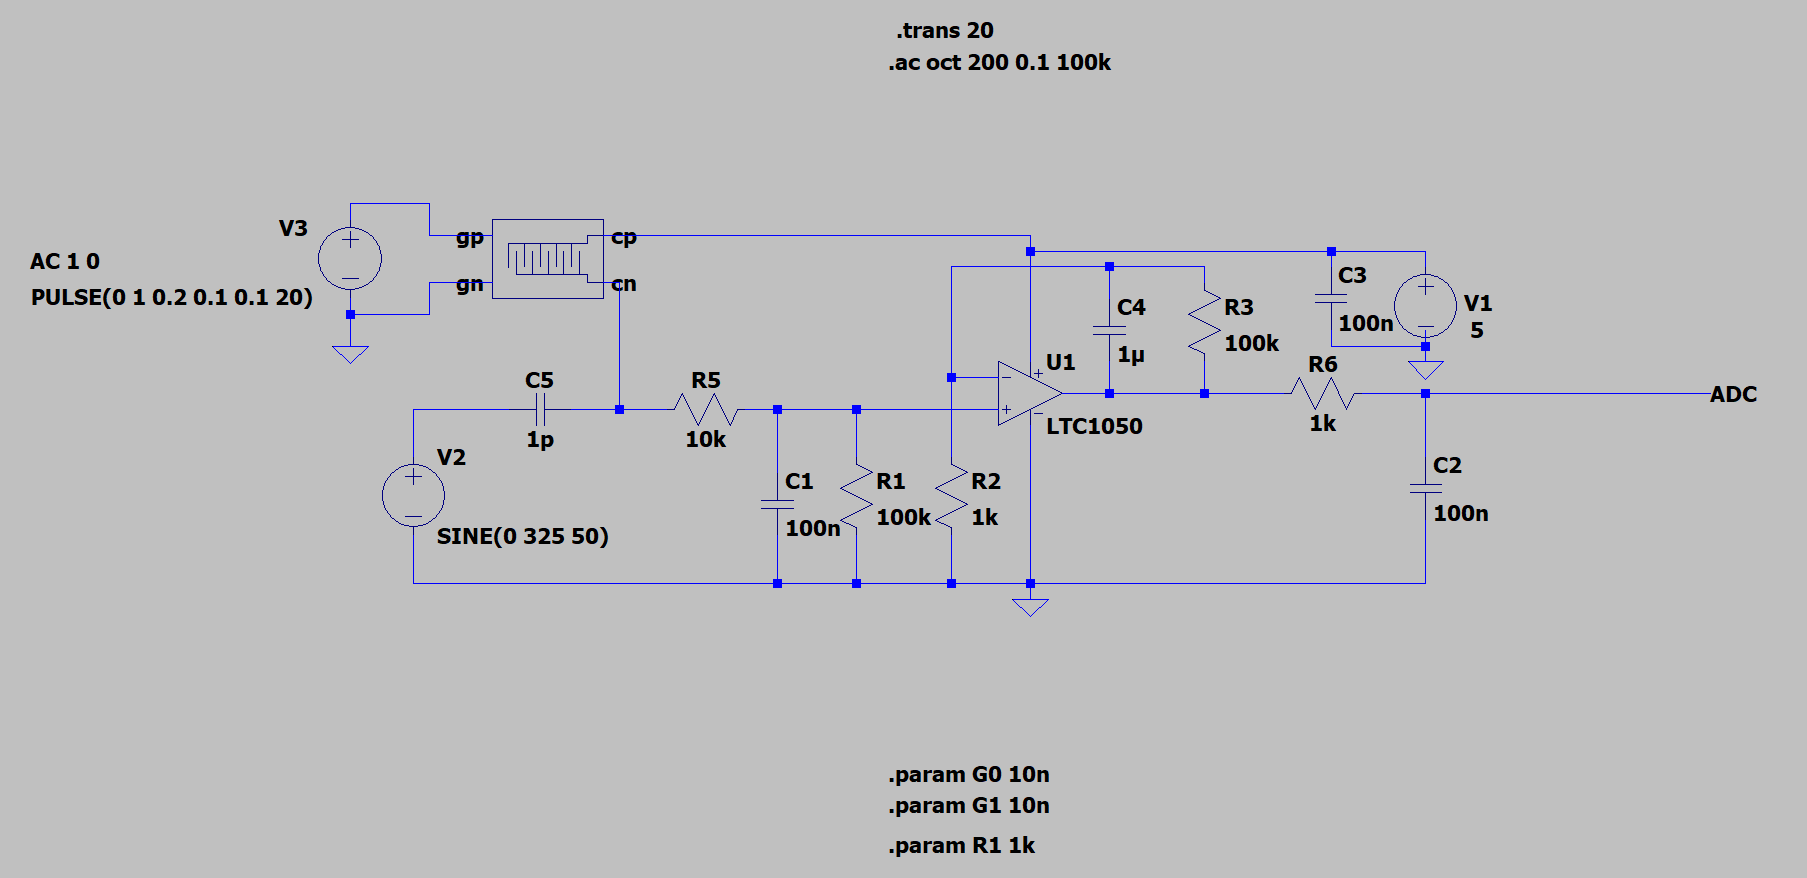 .trans 20
.ac oct 200 0.1 100k
V3
AC 1 0
PULSE(0 1 0.2 0.1 0.1 20)
gp
cp
gn
cn
C3
100n
V1
5
C4
1µ
R3
100k
U1
LTC1050
R6
1k
ADC
C5
1p
R5
10k
V2
SINE(0 325 50)
C1
100n
R1
100k
R2
1k
C2
100n
.param G0 10n
.param G1 10n
.param R1 1k